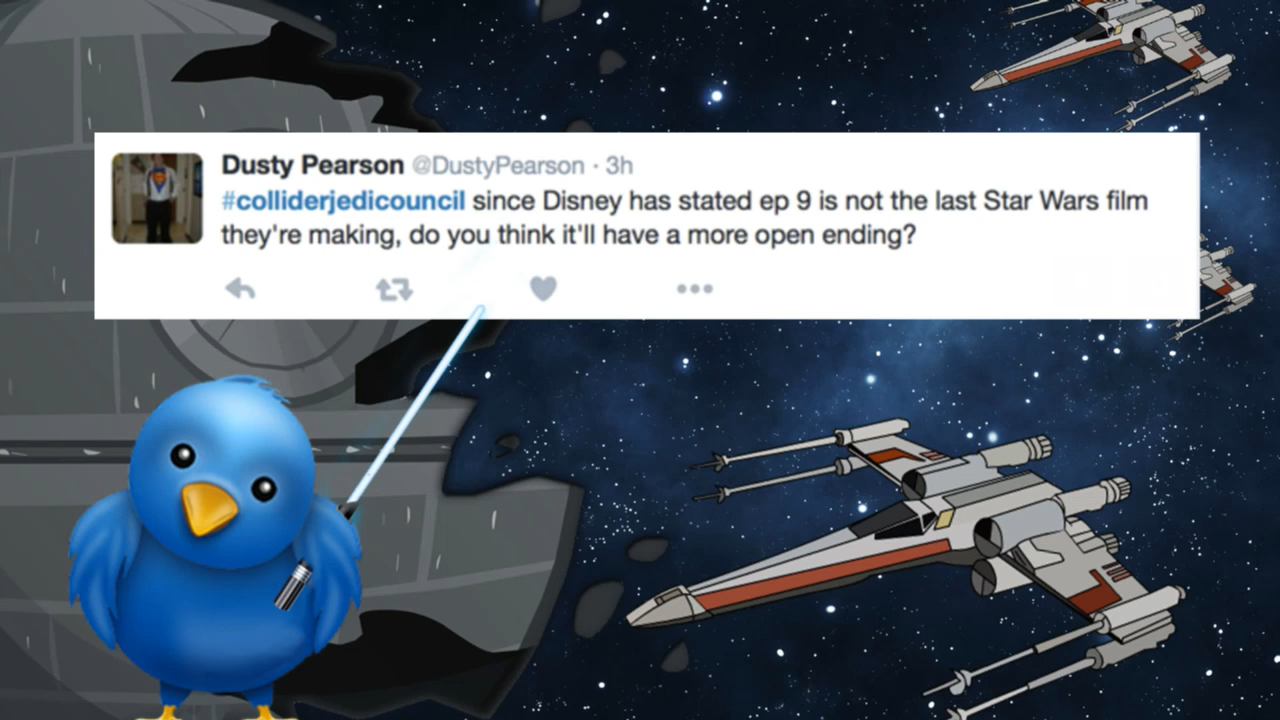 Dusty Pearson @DustyPearson · 3h
#colliderjedicouncil since Disney has stated ep 9 is not the last Star Wars film
they're making, do you think it'll have a more open ending?